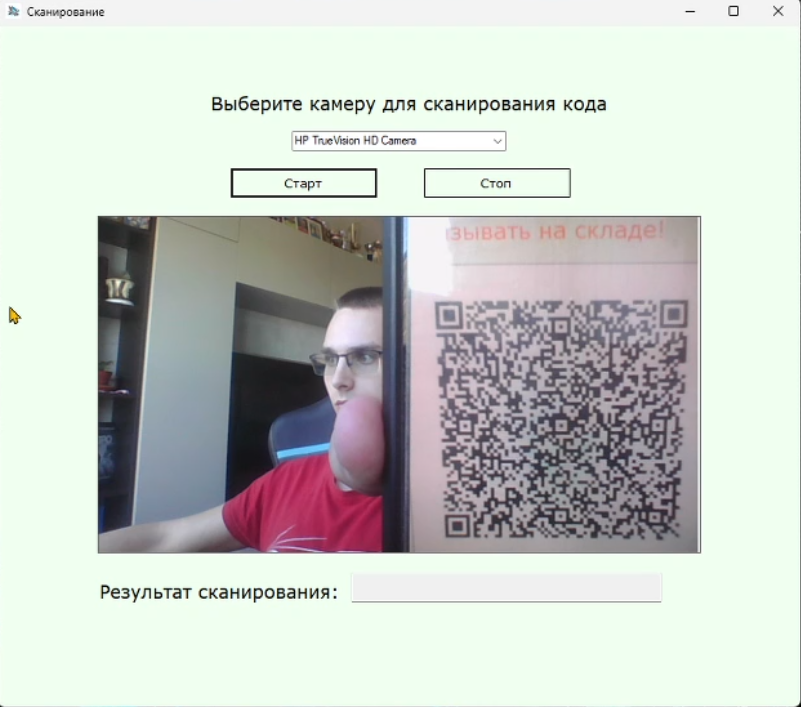 Сканирование
Выберите камеру для сканирования кода
HP TrueVision HD Camera
Старт
Стоп
зывать на складе!
Результат сканирования: